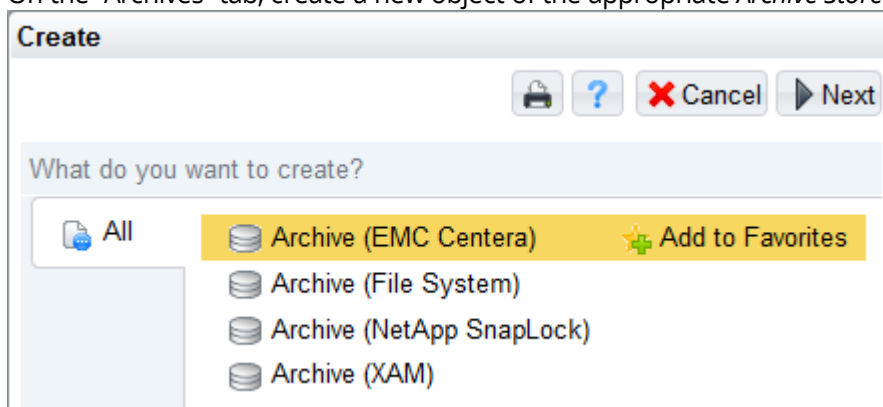 On the "Archives" tab, create a new object of the appropriate Archive Store
Create
? Cancel Next
What do you want to create?
All
Archive (EMC Centera) Add to Favorites
Archive (File System)
Archive (NetApp SnapLock)
Archive (XAM)